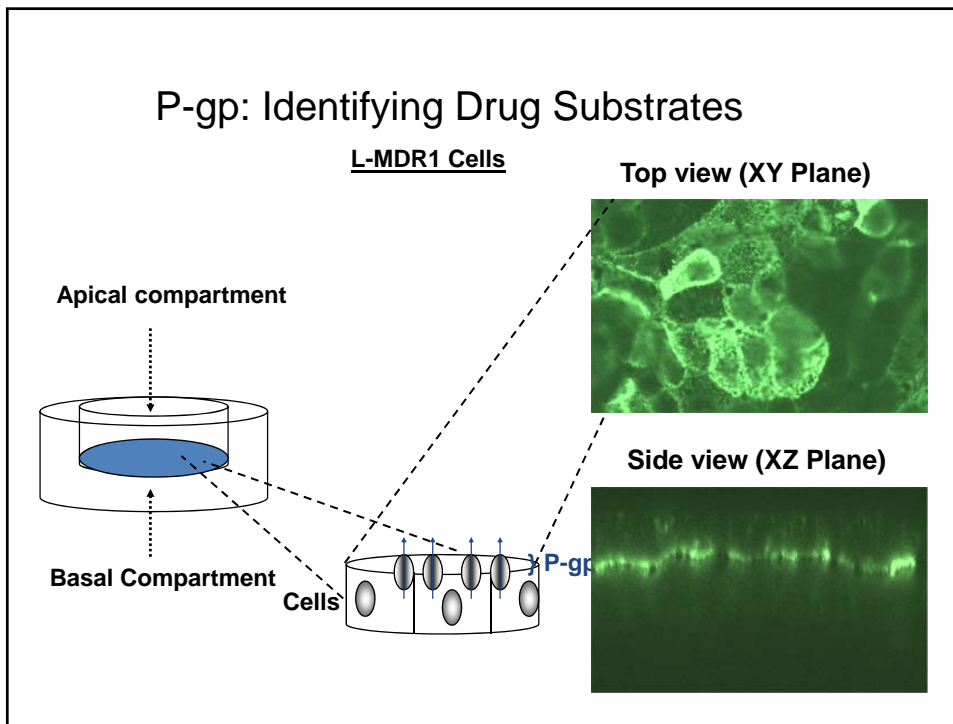 P-gp: Identifying Drug Substrates
L-MDR1 Cells
Top view (XY Plane)
Apical compartment
Side view (XZ Plane)
Basal Compartment
} P-gp
Cells